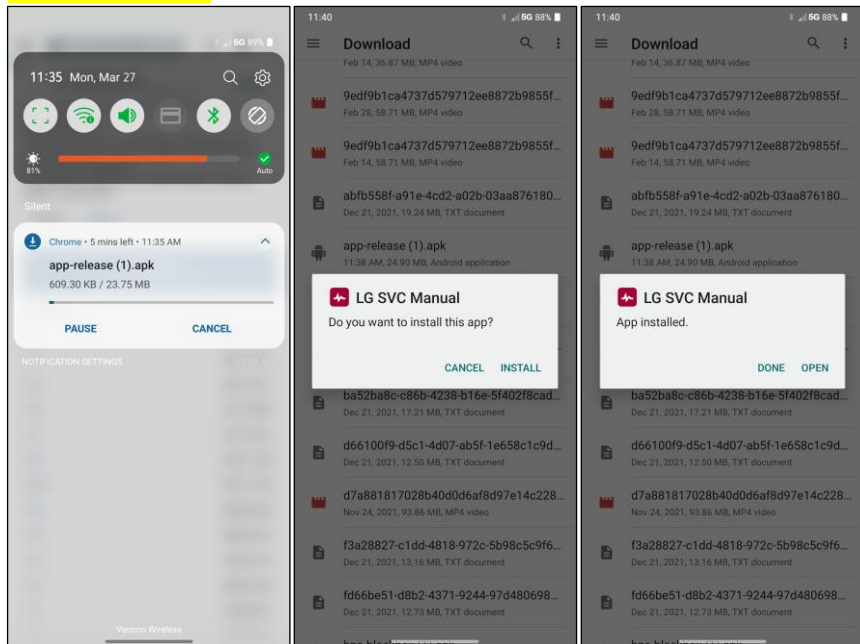 5G 89%
11:35 Mon, Mar 27
81%
Auto
Silent
Chrome • 5 mins left • 11:35 AM
app-release (1).apk
609.30 KB / 23.75 MB
PAUSE CANCEL
NOTIFICATION SETTINGS CLEAR ALL
Verizon Wireless
11:40 5G 88%
Download
Feb 14, 36.87 MB, MP4 video
9edf9b1ca4737d579712ee8872b9855f...
Feb 28, 58.71 MB, MP4 video
9edf9b1ca4737d579712ee8872b9855f...
Feb 14, 58.71 MB, MP4 video
abfb558f-a91e-4cd2-a02b-03aa876180...
Dec 21, 2021, 19.24 MB, TXT document
app-release (1).apk
11:38 AM, 24.90 MB, Android application
LG SVC Manual
Do you want to install this app?
CANCEL INSTALL
ba52ba8c-c86b-4238-b16e-5f402f8cad...
Dec 21, 2021, 17.21 MB, TXT document
d66100f9-d5c1-4d07-ab5f-1e658c1c9d...
Dec 21, 2021, 12.50 MB, TXT document
d7a881817028b40d0d6af8d97e14c228...
Nov 24, 2021, 93.86 MB, MP4 video
f3a28827-c1dd-4818-972c-5b98c5c9f6...
Dec 21, 2021, 13.16 MB, TXT document
fd66be51-d8b2-4371-9244-97d480698...
Dec 21, 2021, 12.73 MB, TXT document
11:40 5G 88%
Download
Feb 14, 36.87 MB, MP4 video
9edf9b1ca4737d579712ee8872b9855f...
Feb 28, 58.71 MB, MP4 video
9edf9b1ca4737d579712ee8872b9855f...
Feb 14, 58.71 MB, MP4 video
abfb558f-a91e-4cd2-a02b-03aa876180...
Dec 21, 2021, 19.24 MB, TXT document
app-release (1).apk
11:38 AM, 24.90 MB, Android application
LG SVC Manual
App installed.
DONE OPEN
ba52ba8c-c86b-4238-b16e-5f402f8cad...
Dec 21, 2021, 17.21 MB, TXT document
d66100f9-d5c1-4d07-ab5f-1e658c1c9d...
Dec 21, 2021, 12.50 MB, TXT document
d7a881817028b40d0d6af8d97e14c228...
Nov 24, 2021, 93.86 MB, MP4 video
f3a28827-c1dd-4818-972c-5b98c5c9f6...
Dec 21, 2021, 13.16 MB, TXT document
fd66be51-d8b2-4371-9244-97d480698...
Dec 21, 2021, 12.73 MB, TXT document